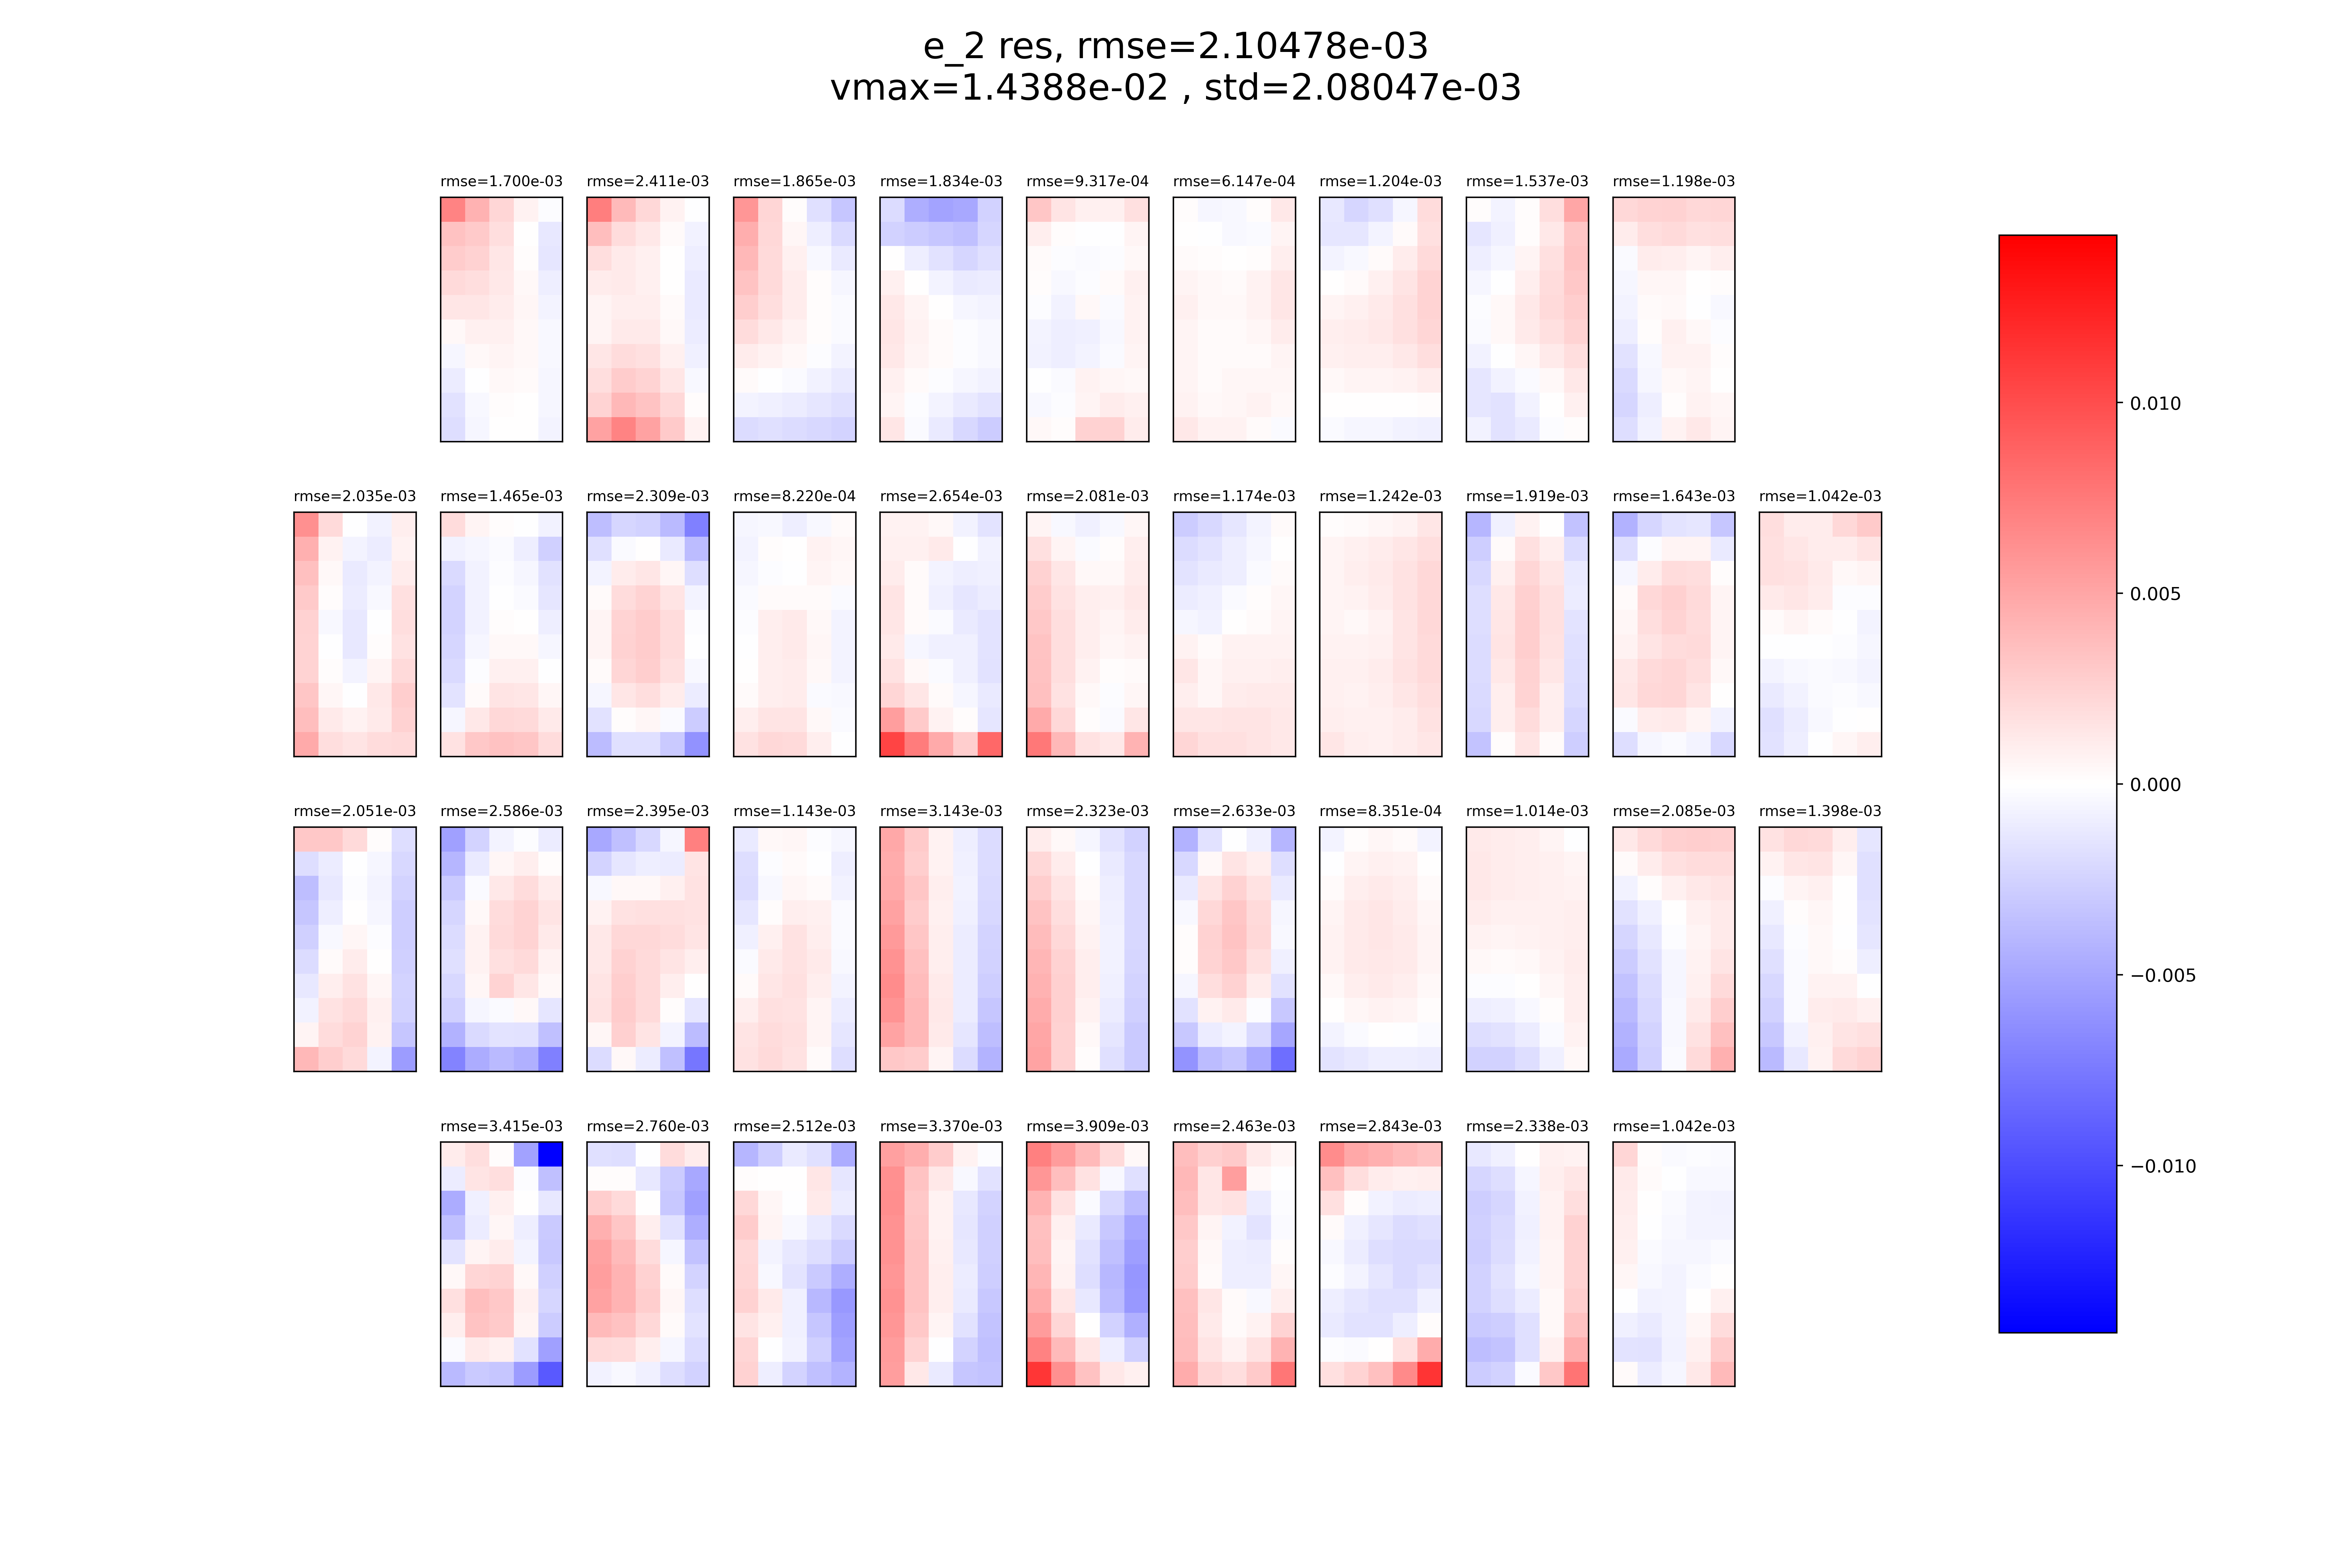 e_2 res, rmse=2.10478e-03
vmax=1.4388e-02 , std=2.08047e-03
rmse=1.700e-03 rmse=2.411e-03 rmse=1.865e-03 rmse=1.834e-03 rmse=9.317e-04 rmse=6.147e-04 rmse=1.204e-03 rmse=1.537e-03 rmse=1.198e-03
rmse=2.035e-03 rmse=1.465e-03 rmse=2.309e-03 rmse=8.220e-04 rmse=2.654e-03 rmse=2.081e-03 rmse=1.174e-03 rmse=1.242e-03 rmse=1.919e-03 rmse=1.643e-03 rmse=1.042e-03
rmse=2.051e-03 rmse=2.586e-03 rmse=2.395e-03 rmse=1.143e-03 rmse=3.143e-03 rmse=2.323e-03 rmse=2.633e-03 rmse=8.351e-04 rmse=1.014e-03 rmse=2.085e-03 rmse=1.398e-03
rmse=3.415e-03 rmse=2.760e-03 rmse=2.512e-03 rmse=3.370e-03 rmse=3.909e-03 rmse=2.463e-03 rmse=2.843e-03 rmse=2.338e-03 rmse=1.042e-03
0.010
0.005
0.000
−0.005
−0.010